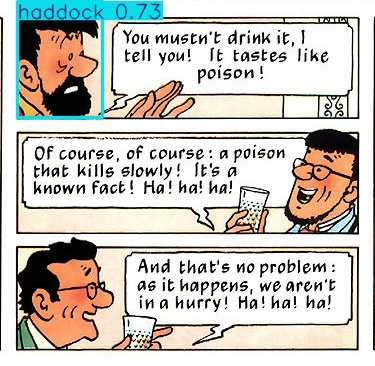 haddock 0.73
You mustn't drink it, I
tell you! It tastes like
poison!
Of course, of course: a poison
that kills slowly! It's a
known fact! Ha! ha! ha!
And that's no problem:
as it happens, we aren't
in a hurry! Ha! ha! ha!